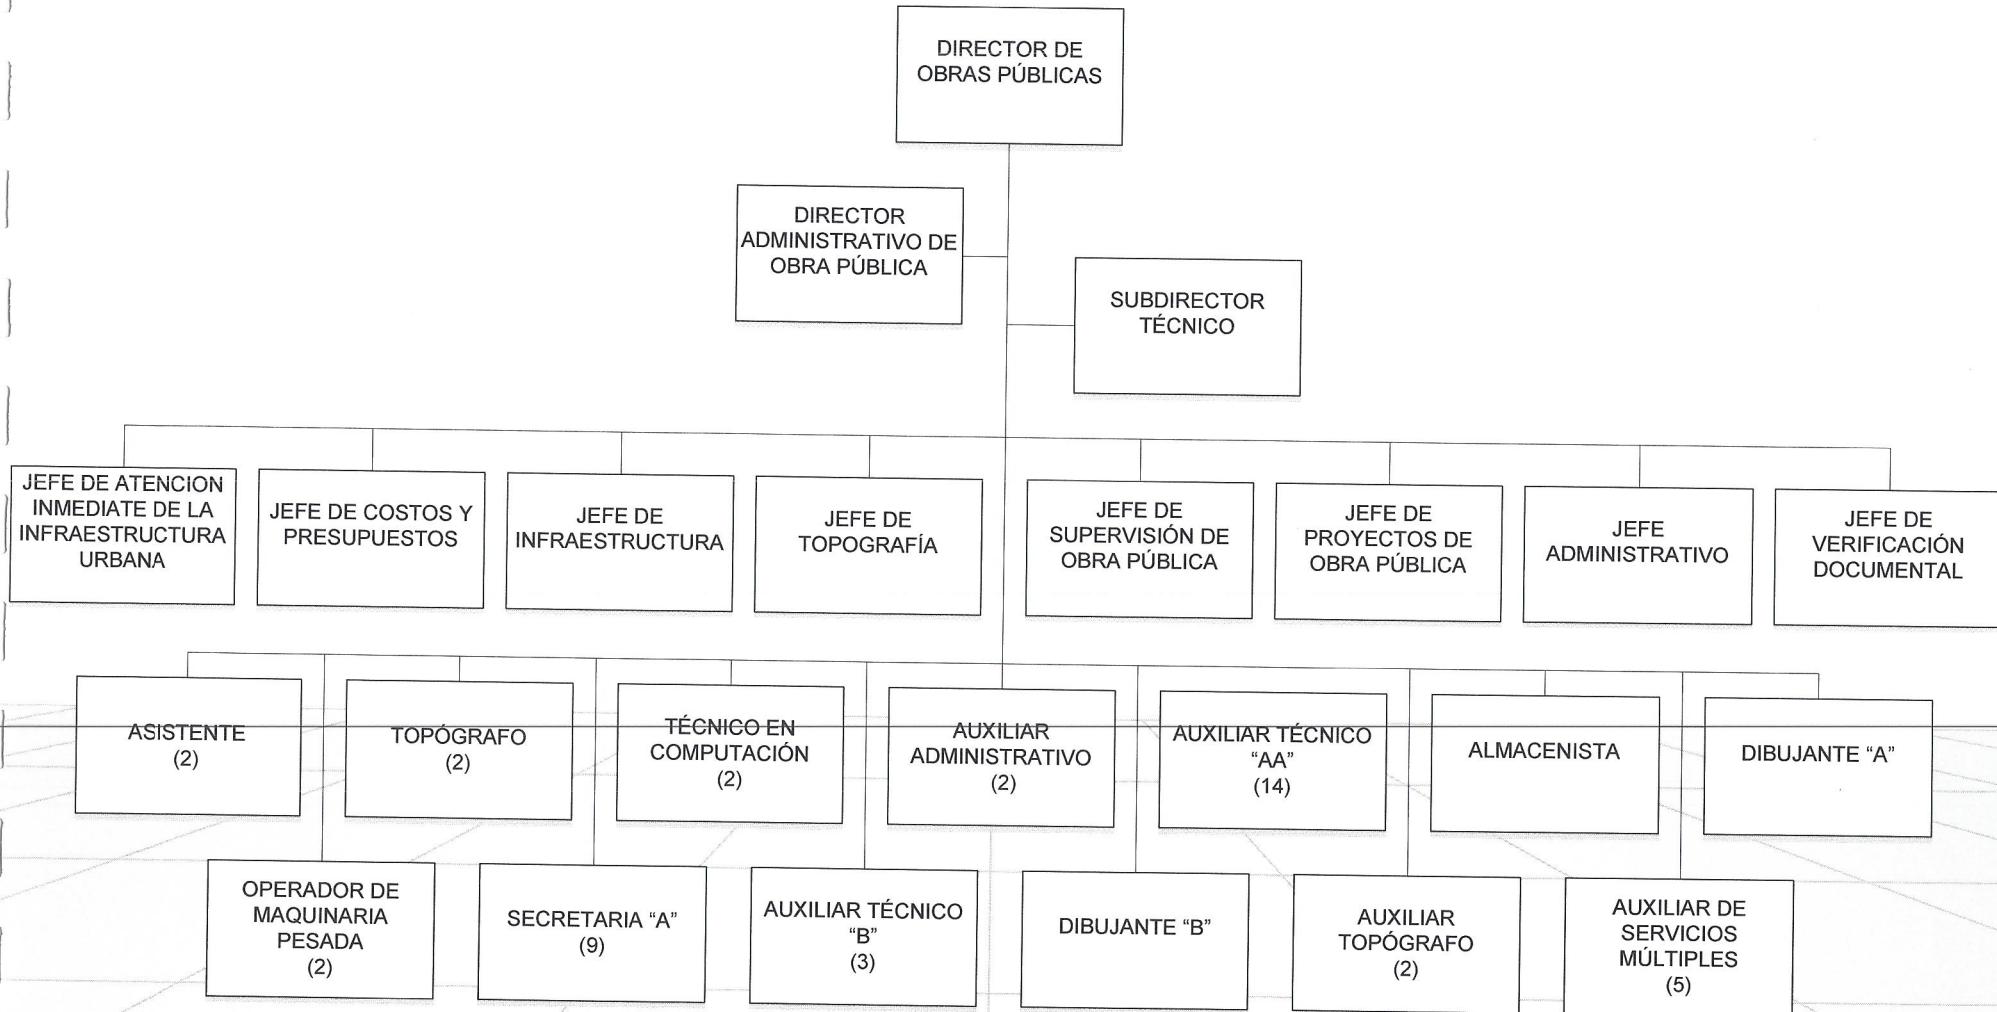 DIRECTOR DE
OBRAS PÚBLICAS
DIRECTOR
ADMINISTRATIVO DE
OBRA PÚBLICA
SUBDIRECTOR
TÉCNICO
JEFE DE ATENCION
INMEDIATE DE LA
INFRAESTRUCTURA
URBANA
JEFE DE COSTOS Y
PRESUPUESTOS
JEFE DE
INFRAESTRUCTURA
JEFE DE
TOPOGRAFÍA
JEFE DE
SUPERVISIÓN DE
OBRA PÚBLICA
JEFE DE
PROYECTOS DE
OBRA PÚBLICA
JEFE
ADMINISTRATIVO
JEFE DE
VERIFICACIÓN
DOCUMENTAL
ASISTENTE
(2)
TOPÓGRAFO
(2)
TÉCNICO EN
COMPUTACIÓN
(2)
AUXILIAR
ADMINISTRATIVO
(2)
AUXILIAR TÉCNICO
“AA”
(14)
ALMACENISTA
DIBUJANTE “A”
OPERADOR DE
MAQUINARIA
PESADA
(2)
SECRETARIA “A”
(9)
AUXILIAR TÉCNICO
“B”
(3)
DIBUJANTE “B”
AUXILIAR
TOPÓGRAFO
(2)
AUXILIAR DE
SERVICIOS
MÚLTIPLES
(5)